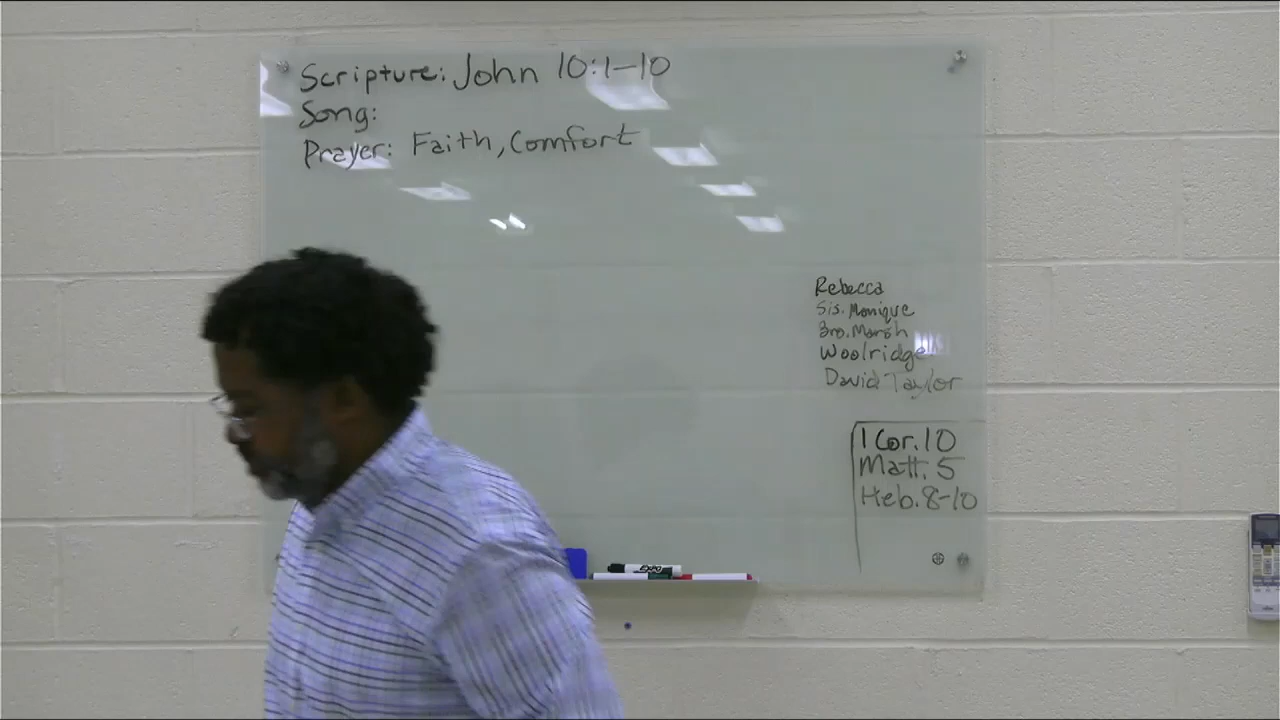 Scripture: John 10:1-10
Song:
Prayer: Faith, Comfort
Rebecca
Sis. Monique
Bro. Marsh
Woolridge
David Taylor
1 Cor. 10
Matt. 5
Heb. 8-10
EXPO